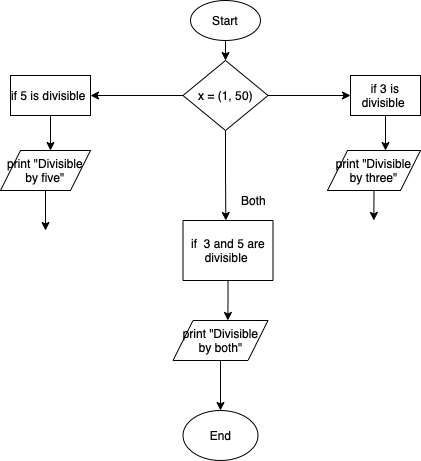 Start
if 5 is divisible
x = (1, 50)
if 3 is
divisible
print "Divisible
by five"
print "Divisible
by three"
Both
if  3 and 5 are
divisible
print "Divisible
by both"
End